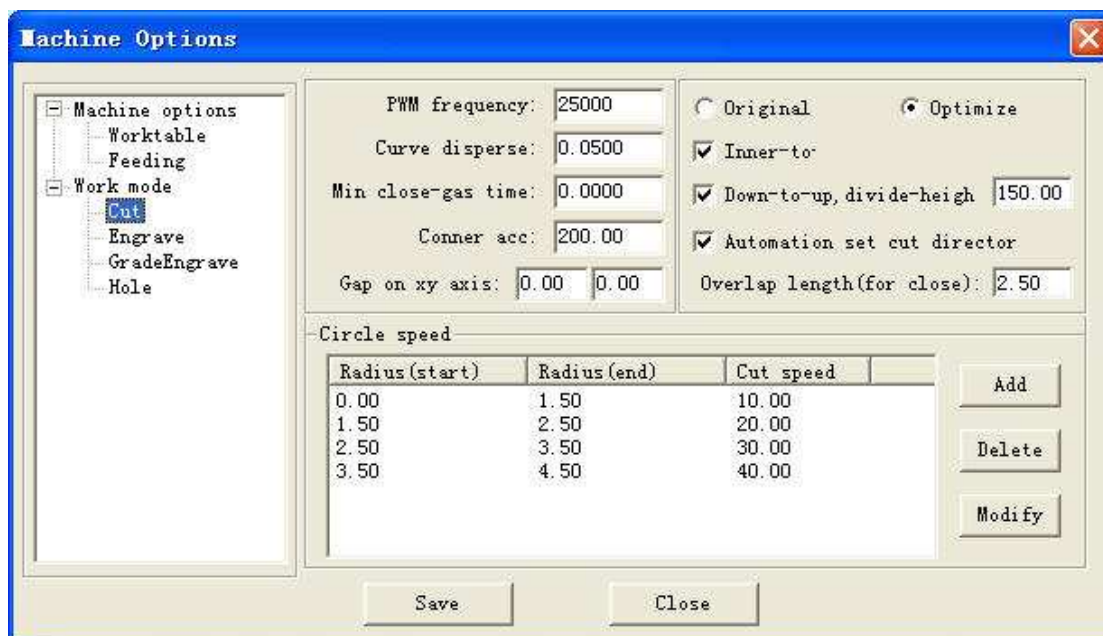 Machine Options
Machine options
Worktable
Feeding
Work mode
Cut
Engrave
GradeEngrave
Hole
PWM frequency: 25000
Curve disperse: 0.0500
Min close-gas time: 0.0000
Conner acc: 200.00
Gap on xy axis: 0.00 0.00
Original Optimize
Inner-to-
Down-to-up, divide-heigh 150.00
Automation set cut director
Overlap length(for close): 2.50
Circle speed
Radius(start) Radius(end) Cut speed
0.00 1.50 10.00
1.50 2.50 20.00
2.50 3.50 30.00
3.50 4.50 40.00
Add
Delete
Modify
Save Close